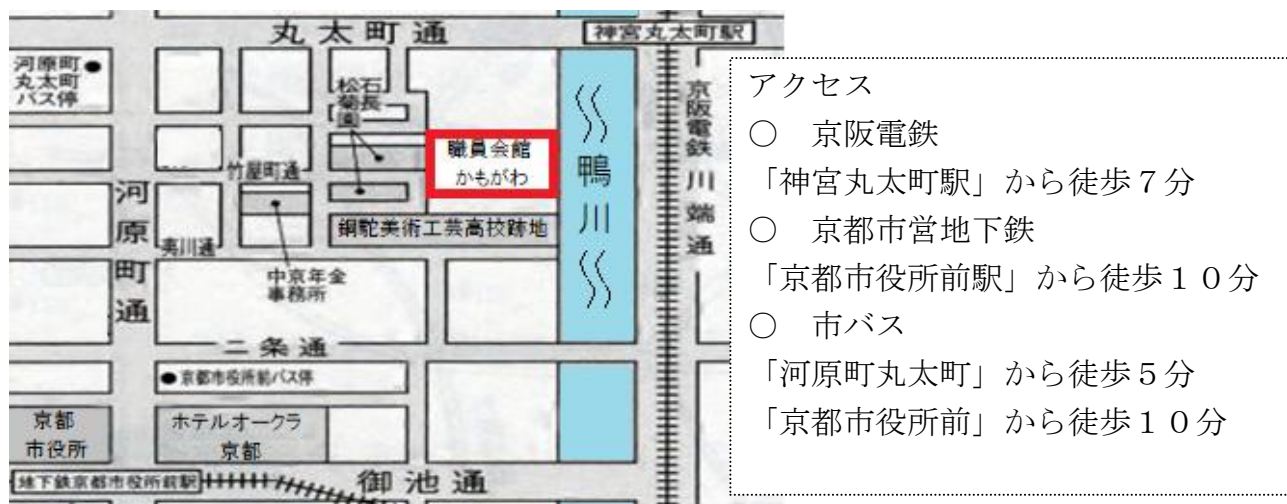 丸太町通
神宮丸太町駅
河原町
丸太町
バス停
松菊園
石長
京阪電鉄
川端通
職員会館
かもがわ
鴨川
竹屋町通
河原町通
銅駝美術工芸高校跡地
夷川通
中京年金
事務所
二条通
京都市役所前バス停
京都
市役所
ホテルオークラ
京都
地下鉄京都市役所前駅
御池通
アクセス
○ 京阪電鉄
「神宮丸太町駅」から徒歩7分
○ 京都市営地下鉄
「京都市役所前駅」から徒歩10分
○ 市バス
「河原町丸太町」から徒歩5分
「京都市役所前」から徒歩10分